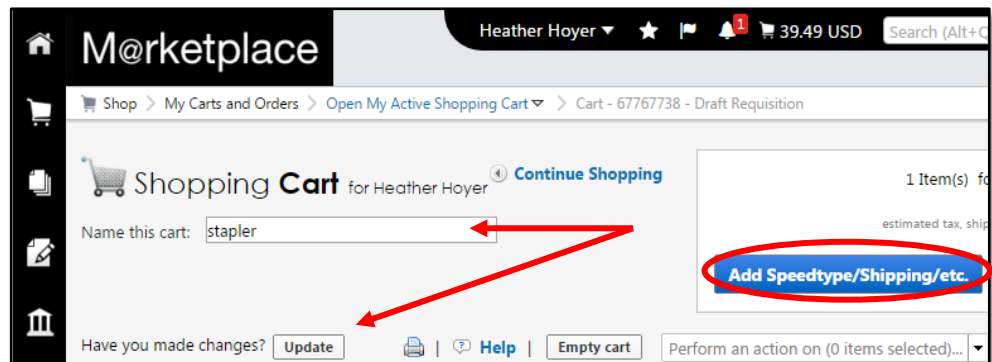 M@rketplace
Heather Hoyer 1 39.49 USD Search (Alt+Q
Shop > My Carts and Orders > Open My Active Shopping Cart > Cart - 67767738 - Draft Requisition
Shopping Cart for Heather Hoyer Continue Shopping
1 Item(s)
Name this cart: stapler
estimated tax, ship
Add Speedtype/Shipping/etc.
Have you made changes? Update | ? Help | Empty cart Perform an action on (0 items selected)...